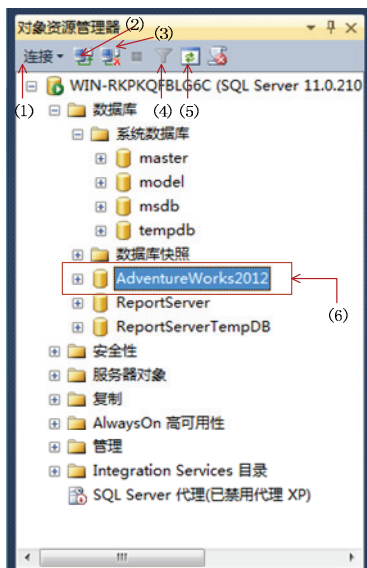 对象资源管理器
(2)
(3)
连接
(1)
(4)
(5)
WIN-RKPKQFBLG6C (SQL Server 11.0.210
数据库
系统数据库
master
model
msdb
tempdb
数据库快照
AdventureWorks2012
(6)
ReportServer
ReportServerTempDB
安全性
服务器对象
复制
AlwaysOn 高可用性
管理
Integration Services 目录
SQL Server 代理(已禁用代理 XP)